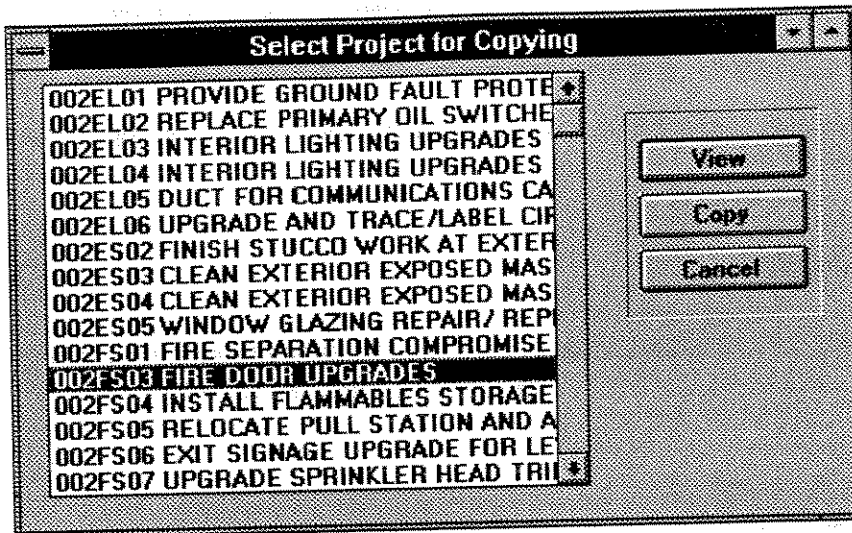 Select Project for Copying
002EL01 PROVIDE GROUND FAULT PROTE
002EL02 REPLACE PRIMARY OIL SWITCHE
002EL03 INTERIOR LIGHTING UPGRADES
002EL04 INTERIOR LIGHTING UPGRADES
002EL05 DUCT FOR COMMUNICATIONS CA
002EL06 UPGRADE AND TRACE/LABEL CIR
002ES02 FINISH STUCCO WORK AT EXTER
002ES03 CLEAN EXTERIOR EXPOSED MAS
002ES04 CLEAN EXTERIOR EXPOSED MAS
002ES05 WINDOW GLAZING REPAIR/ REPL
002FS01 FIRE SEPARATION COMPROMISE
002FS03 FIRE DOOR UPGRADES
002FS04 INSTALL FLAMMABLES STORAGE
002FS05 RELOCATE PULL STATION AND A
002FS06 EXIT SIGNAGE UPGRADE FOR LE
002FS07 UPGRADE SPRINKLER HEAD TRI
View
Copy
Cancel